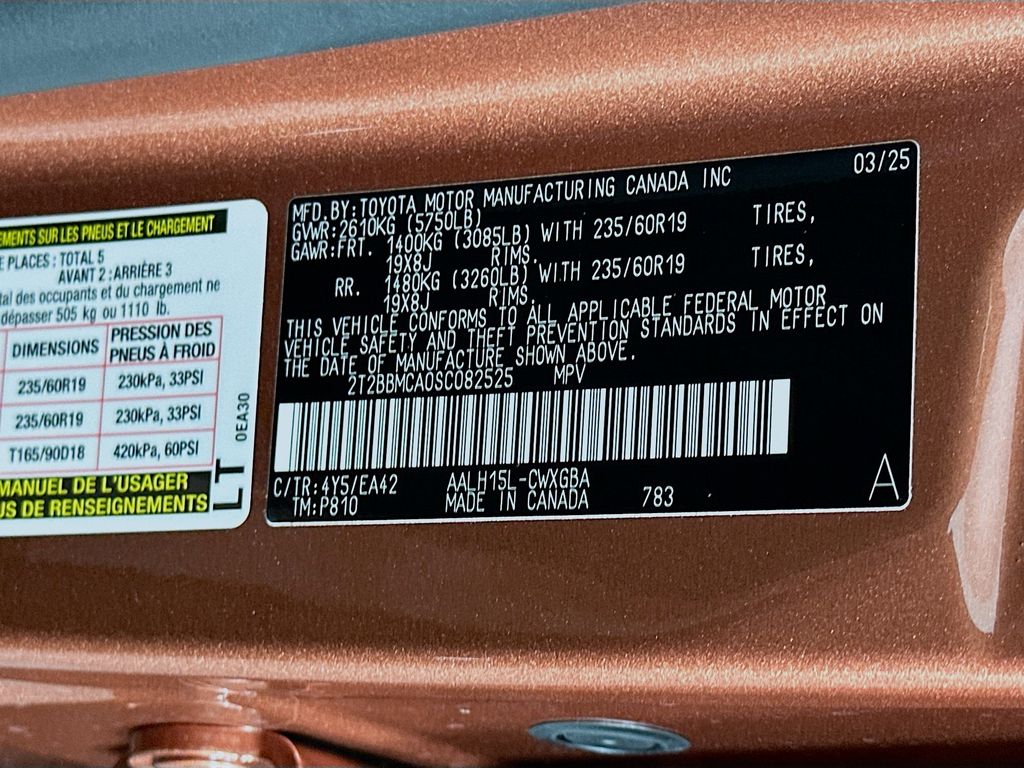 EMENTS SUR LES PNEUS ET LE CHARGEMENT
E PLACES : TOTAL 5
AVANT 2 : ARRIÈRE 3
tal des occupants et du chargement ne
dépasser 505 kg ou 1110 lb.
DIMENSIONS PRESSION DES PNEUS À FROID
235/60R19 230kPa, 33PSI
235/60R19 230kPa, 33PSI
T165/90D18 420kPa, 60PSI
MANUEL DE L'USAGER
US DE RENSEIGNEMENTS
0EA30
LT
03/25
MFD.BY:TOYOTA MOTOR MANUFACTURING CANADA INC
GVWR:2610KG (5750LB)
GAWR:FRT. 1400KG (3085LB) WITH 235/60R19 TIRES,
19X8J RIMS.
RR. 1480KG (3260LB) WITH 235/60R19 TIRES,
19X8J RIMS.
THIS VEHICLE CONFORMS TO ALL APPLICABLE FEDERAL MOTOR
VEHICLE SAFETY AND THEFT PREVENTION STANDARDS IN EFFECT ON
THE DATE OF MANUFACTURE SHOWN ABOVE.
2T2BBMCA0SC082525 MPV
C/TR:4Y5/EA42 AALH15L-CWXGBA
TM:P810 MADE IN CANADA 783
A